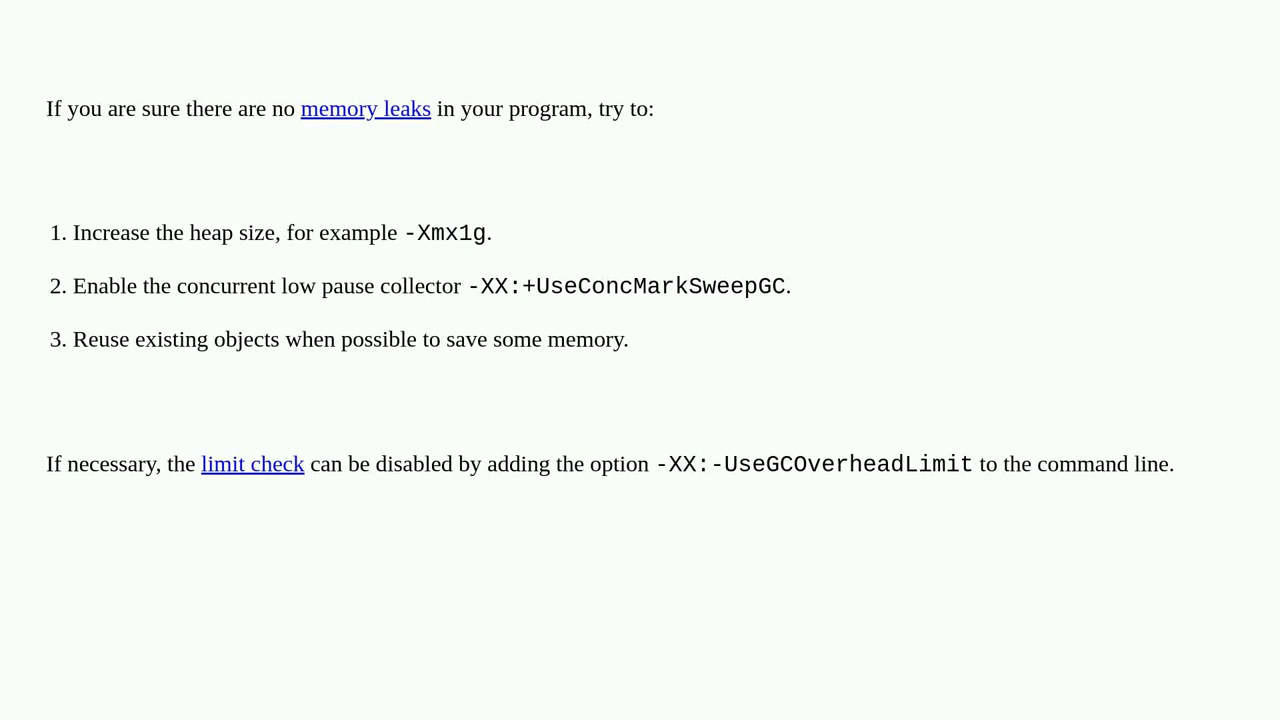 If you are sure there are no memory leaks in your program, try to:
1. Increase the heap size, for example -Xmx1g.
2. Enable the concurrent low pause collector -XX:+UseConcMarkSweepGC.
3. Reuse existing objects when possible to save some memory.
If necessary, the limit check can be disabled by adding the option -XX:-UseGCOverheadLimit to the command line.